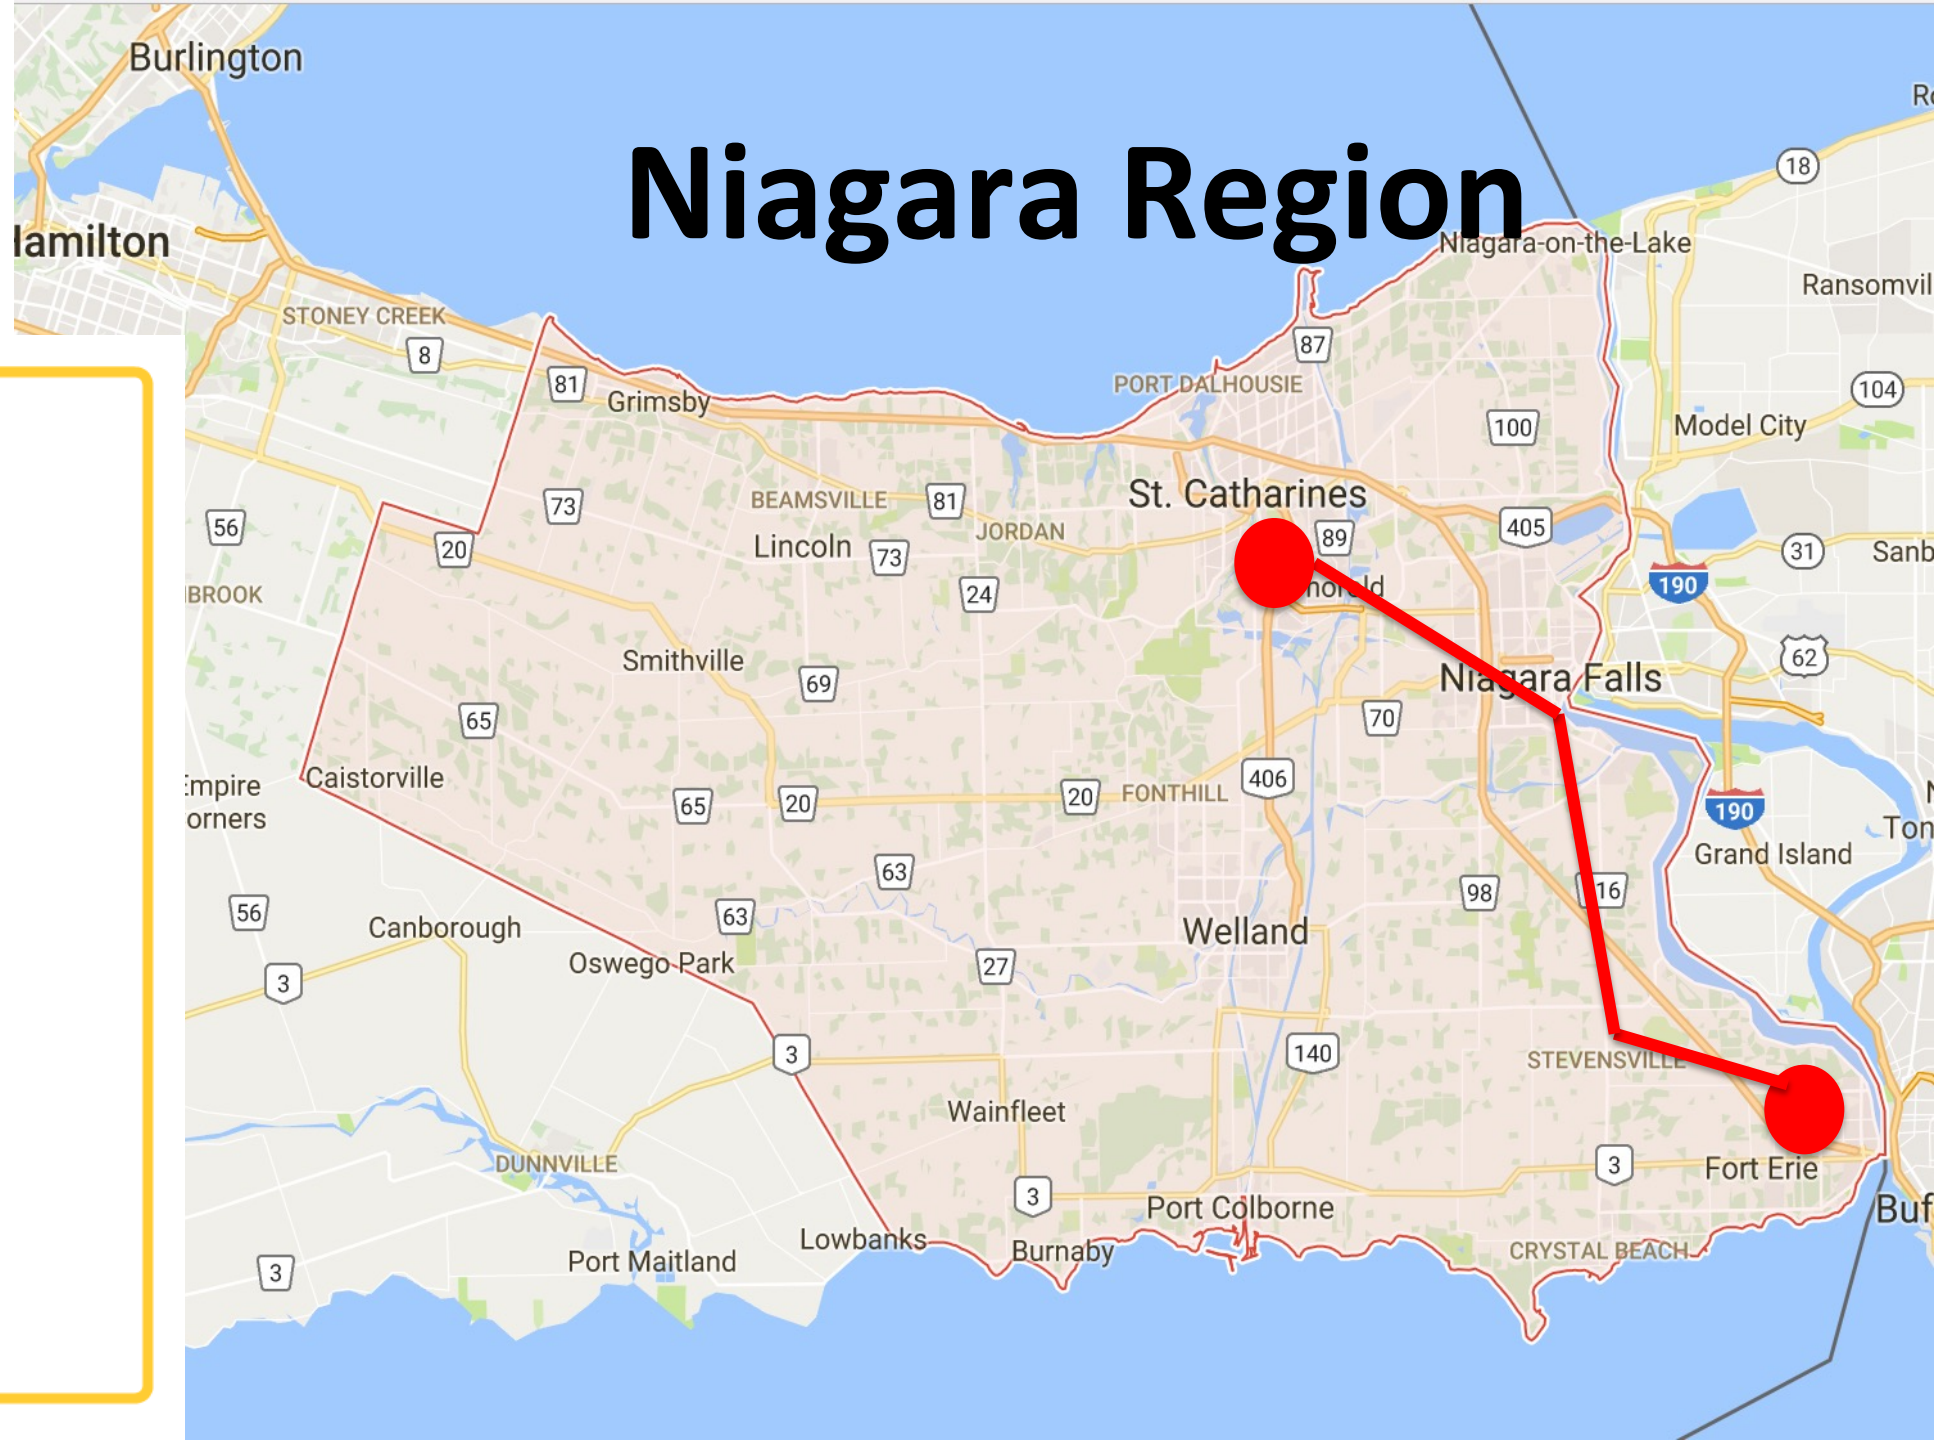 Burlington
Niagara Region
18
Hamilton
Niagara-on-the-Lake
Ransomvil
STONEY CREEK
8
87
81
Grimsby
PORT DALHOUSIE
104
100
Model City
St. Catharines
BEAMSVILLE
81
73
56
20
JORDAN
405
89
Lincoln
73
31
Sanb
190
BROOK
24
Smithville
69
62
Niagara Falls
65
70
Caistorville
Empire
orners
406
65
20
20
FONTHILL
190
Ton
Grand Island
63
98
16
56
63
Canborough
Welland
Oswego Park
27
3
3
140
STEVENSVILLE
Wainfleet
DUNNVILLE
3
Fort Erie
3
Port Colborne
Buf
Lowbanks
Burnaby
CRYSTAL BEACH
Port Maitland
3